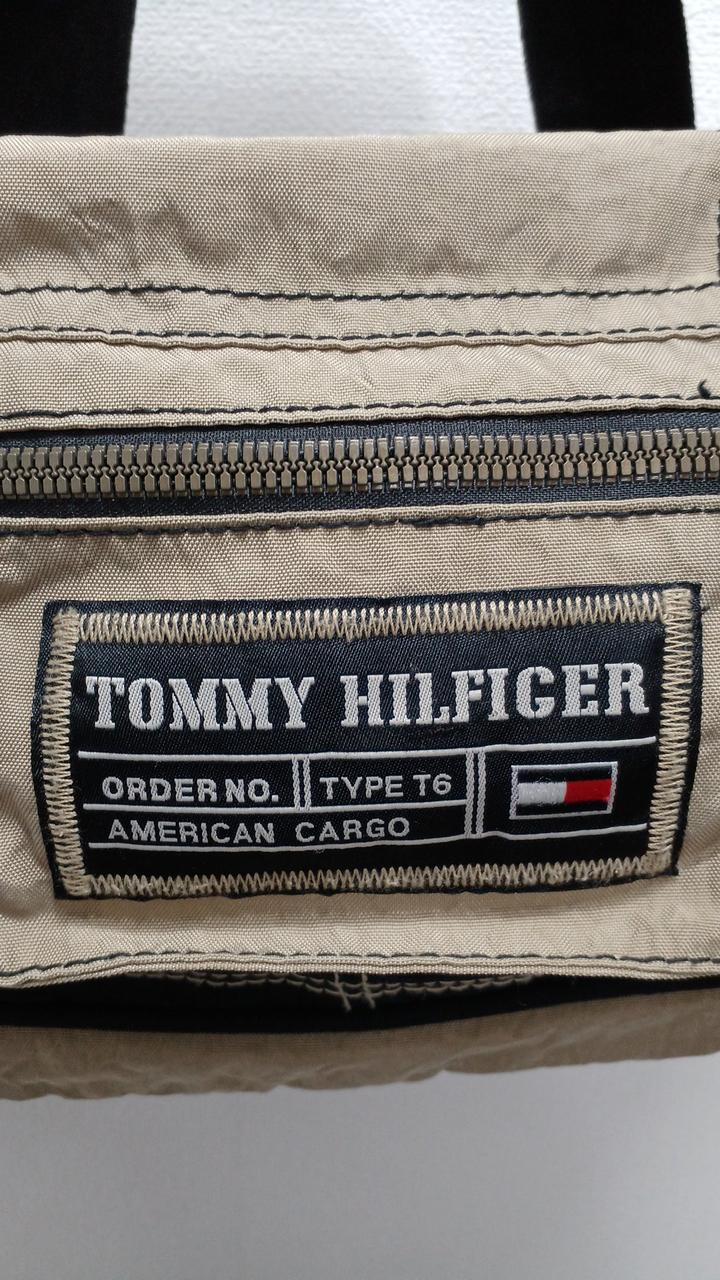 TOMMY HILFIGER
ORDER NO. TYPE T6
AMERICAN CARGO